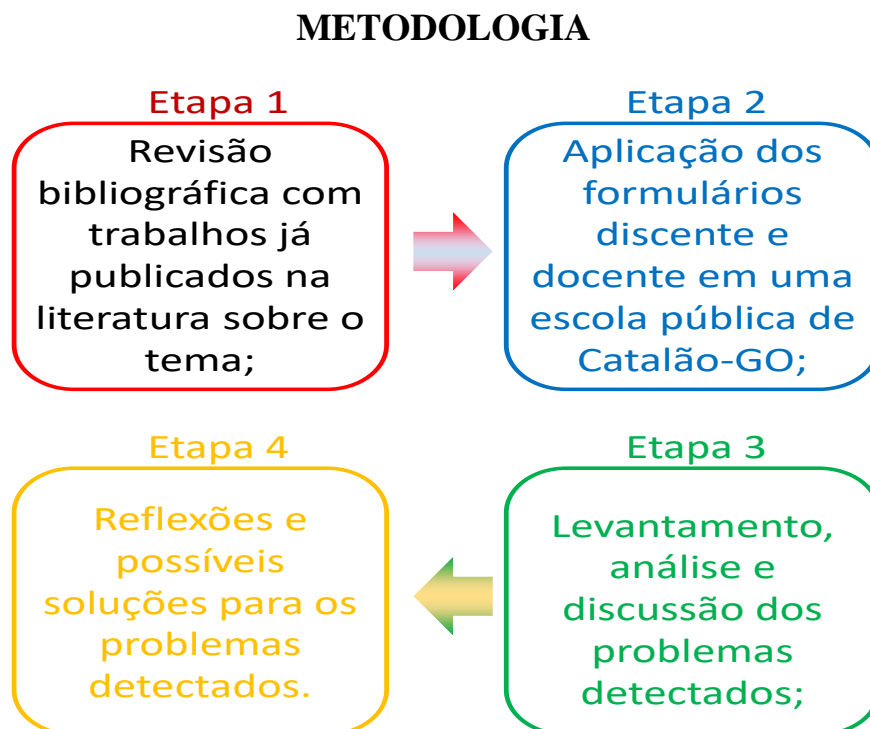 METODOLOGIA
Etapa 1
Revisão
bibliográfica com
trabalhos já
publicados na
literatura sobre o
tema;
Etapa 2
Aplicação dos
formulários
discente e
docente em uma
escola pública de
Catalão-GO;
Etapa 3
Levantamento,
análise e
discussão dos
problemas
detectados;
Etapa 4
Reflexões e
possíveis
soluções para os
problemas
detectados.